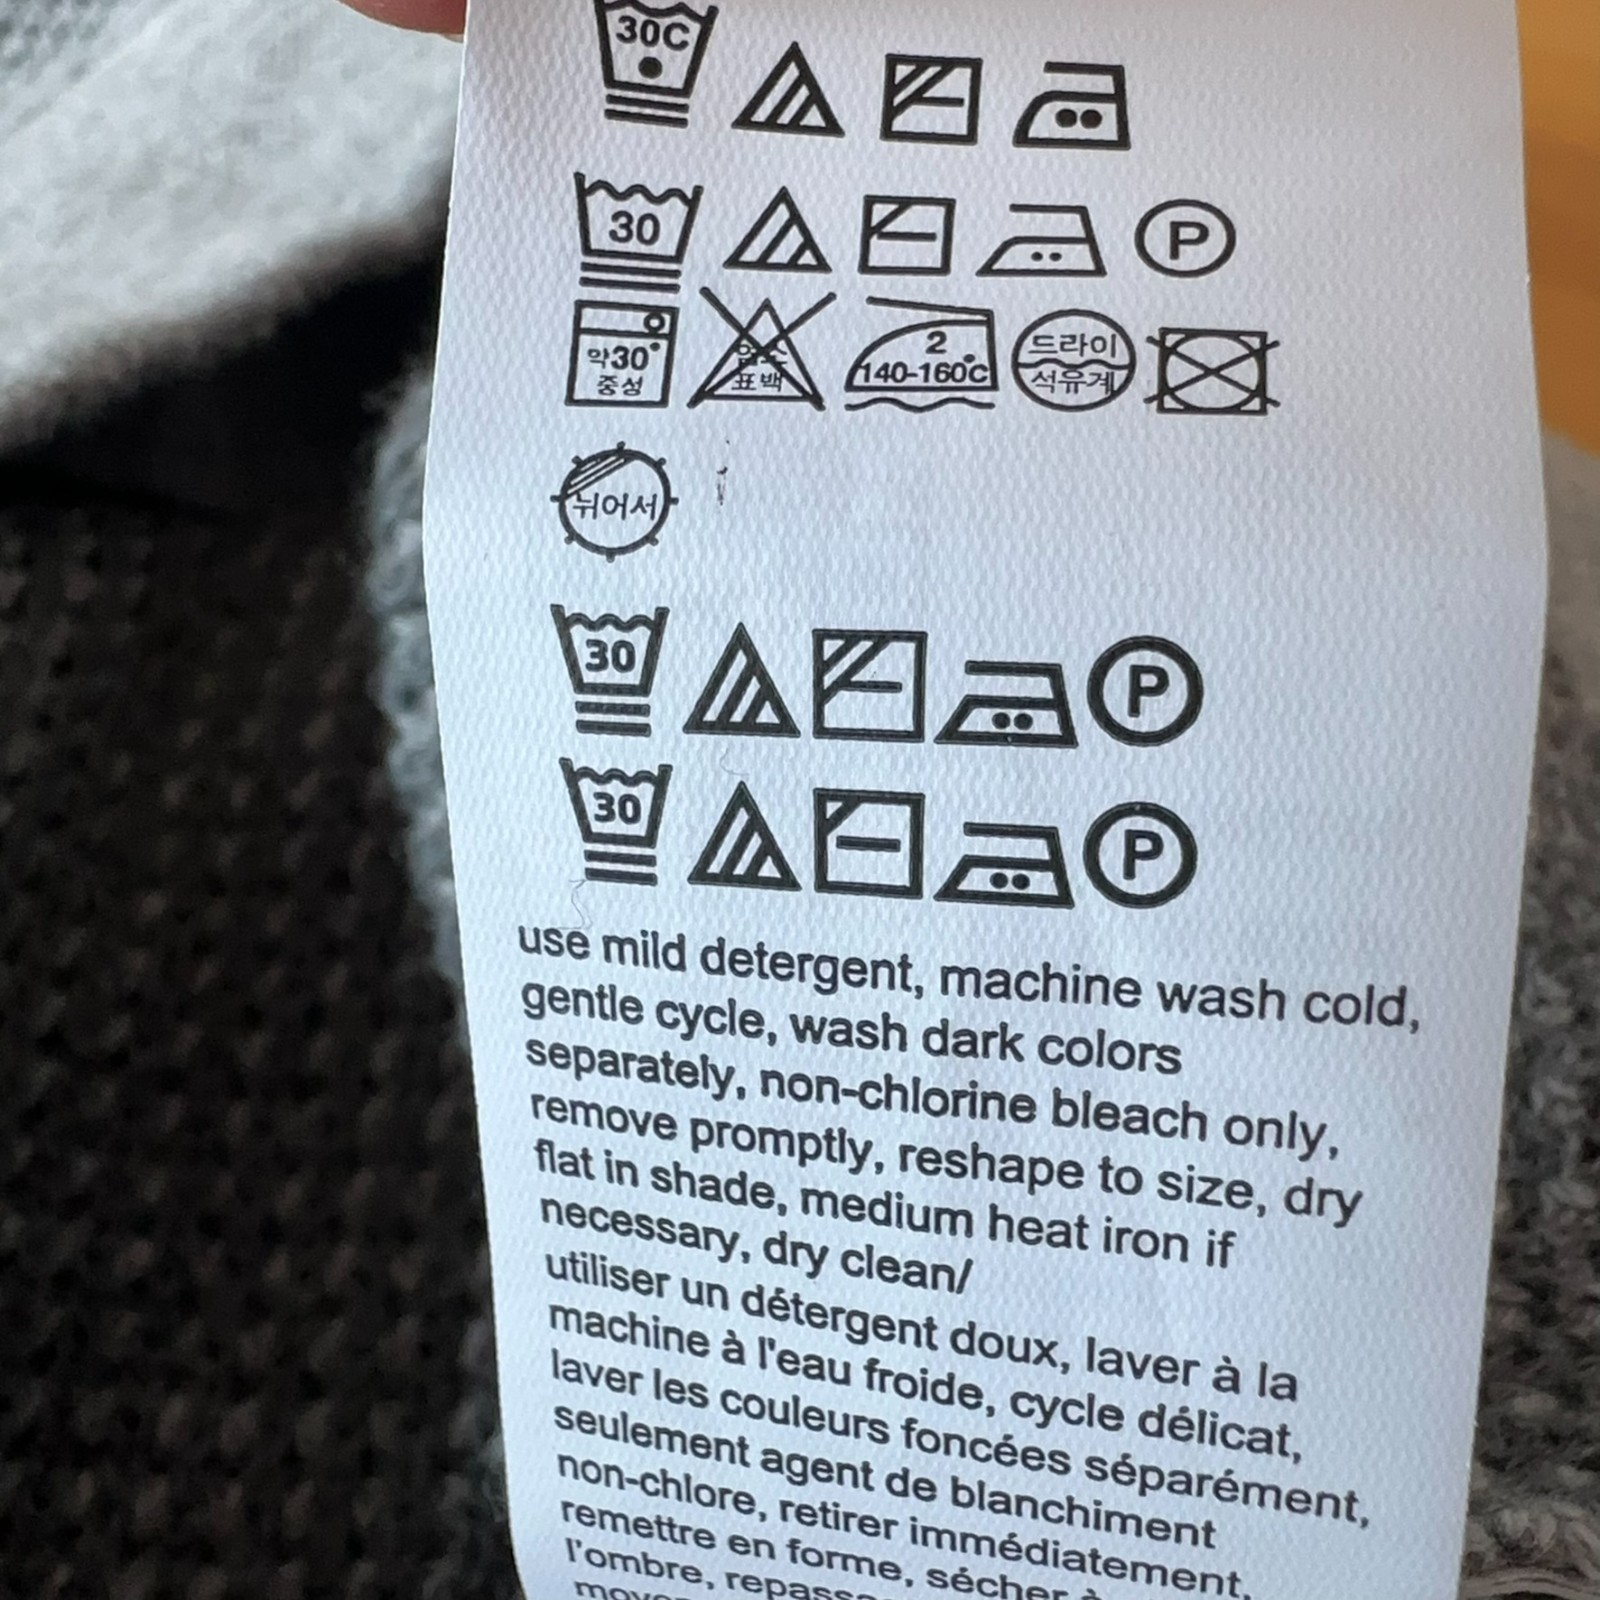 30C
30 P
약30° 중성 표백 2 140-160°C 드라이 석유계
뉘어서
30 P
30 P
use mild detergent, machine wash cold,
gentle cycle, wash dark colors
separately, non-chlorine bleach only,
remove promptly, reshape to size, dry
flat in shade, medium heat iron if
necessary, dry clean/
utiliser un détergent doux, laver à la
machine à l'eau froide, cycle délicat,
laver les couleurs foncées séparément,
seulement agent de blanchiment
non-chlore, retirer immédiatement,
remettre en forme, sécher à
l'ombre,